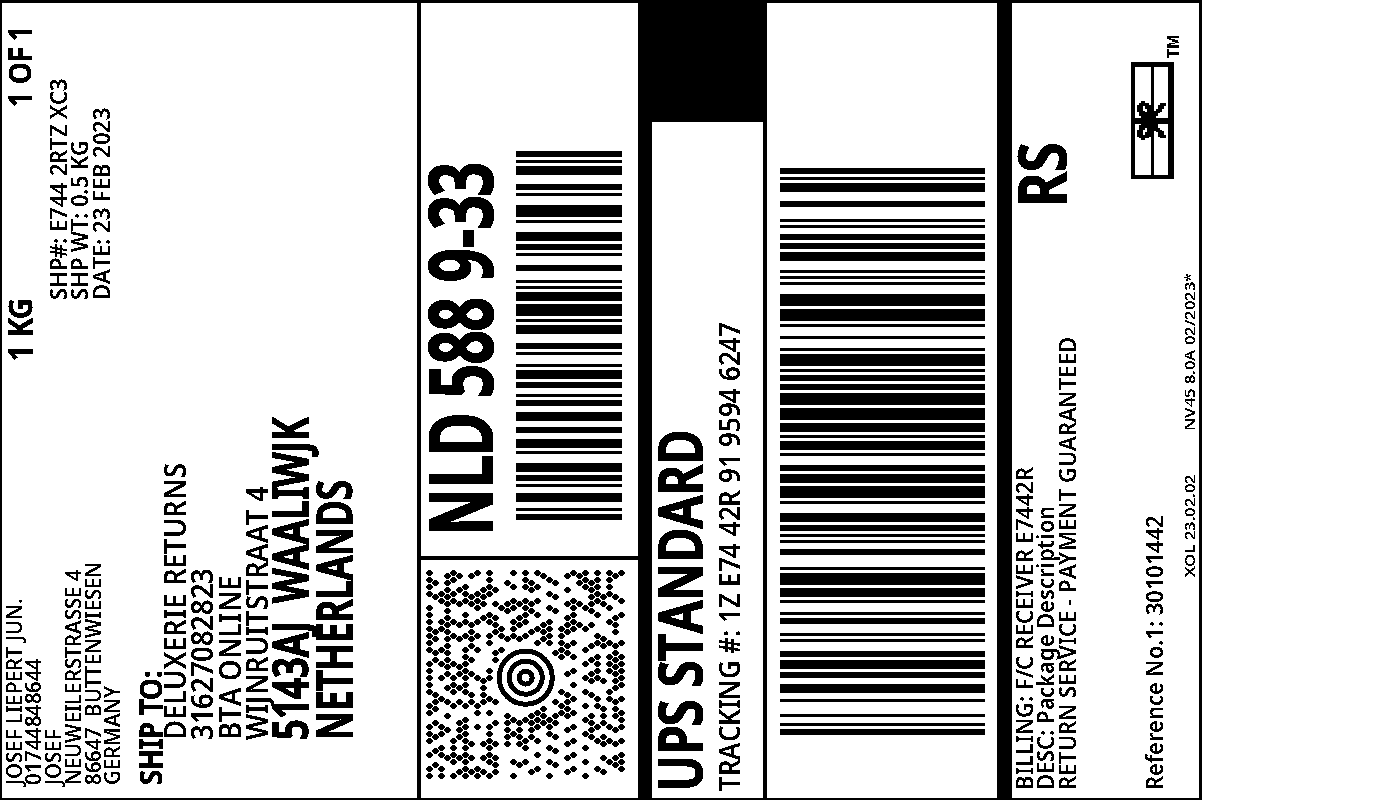 JOSEF LIEPERT JUN.
01744848644
JOSEF
NEUWEILERSTRASSE 4
86647 BUTTENWIESEN
GERMANY
1 KG
1 OF 1
SHP#: E744 2RTZ XC3
SHP WT: 0.5 KG
DATE: 23 FEB 2023
SHIP TO:
DELUXERIE RETURNS
31627082823
BTA ONLINE
WINRUITSTRAAT 4
5143AJ WAALIWJK
NETHERLANDS
NLD 588 9-33
UPS STANDARD
TRACKING #: 1Z E74 42R 91 9594 6247
BILLING: F/C RECEIVER E7442R
DESC: Package Description
RETURN SERVICE - PAYMENT GUARANTEED
RS
Reference No.1: 30101442
XOL 23.02.02
NV45 8.0A 02/2023*
TM